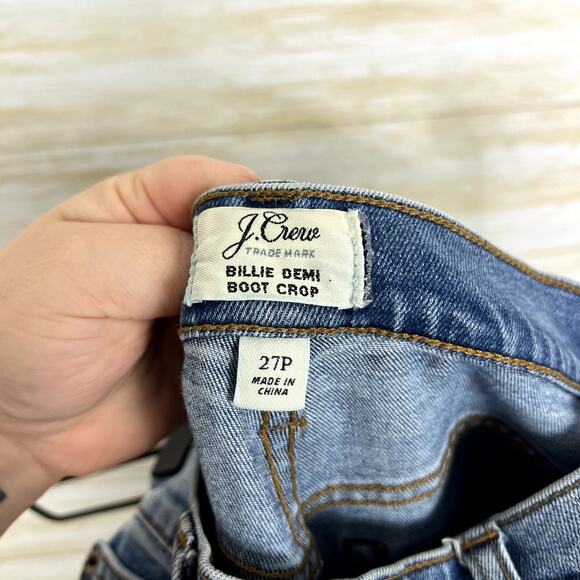 J.Crew
TRADE MARK
BILLIE DEMI
BOOT CROP
27P
MADE IN
CHINA